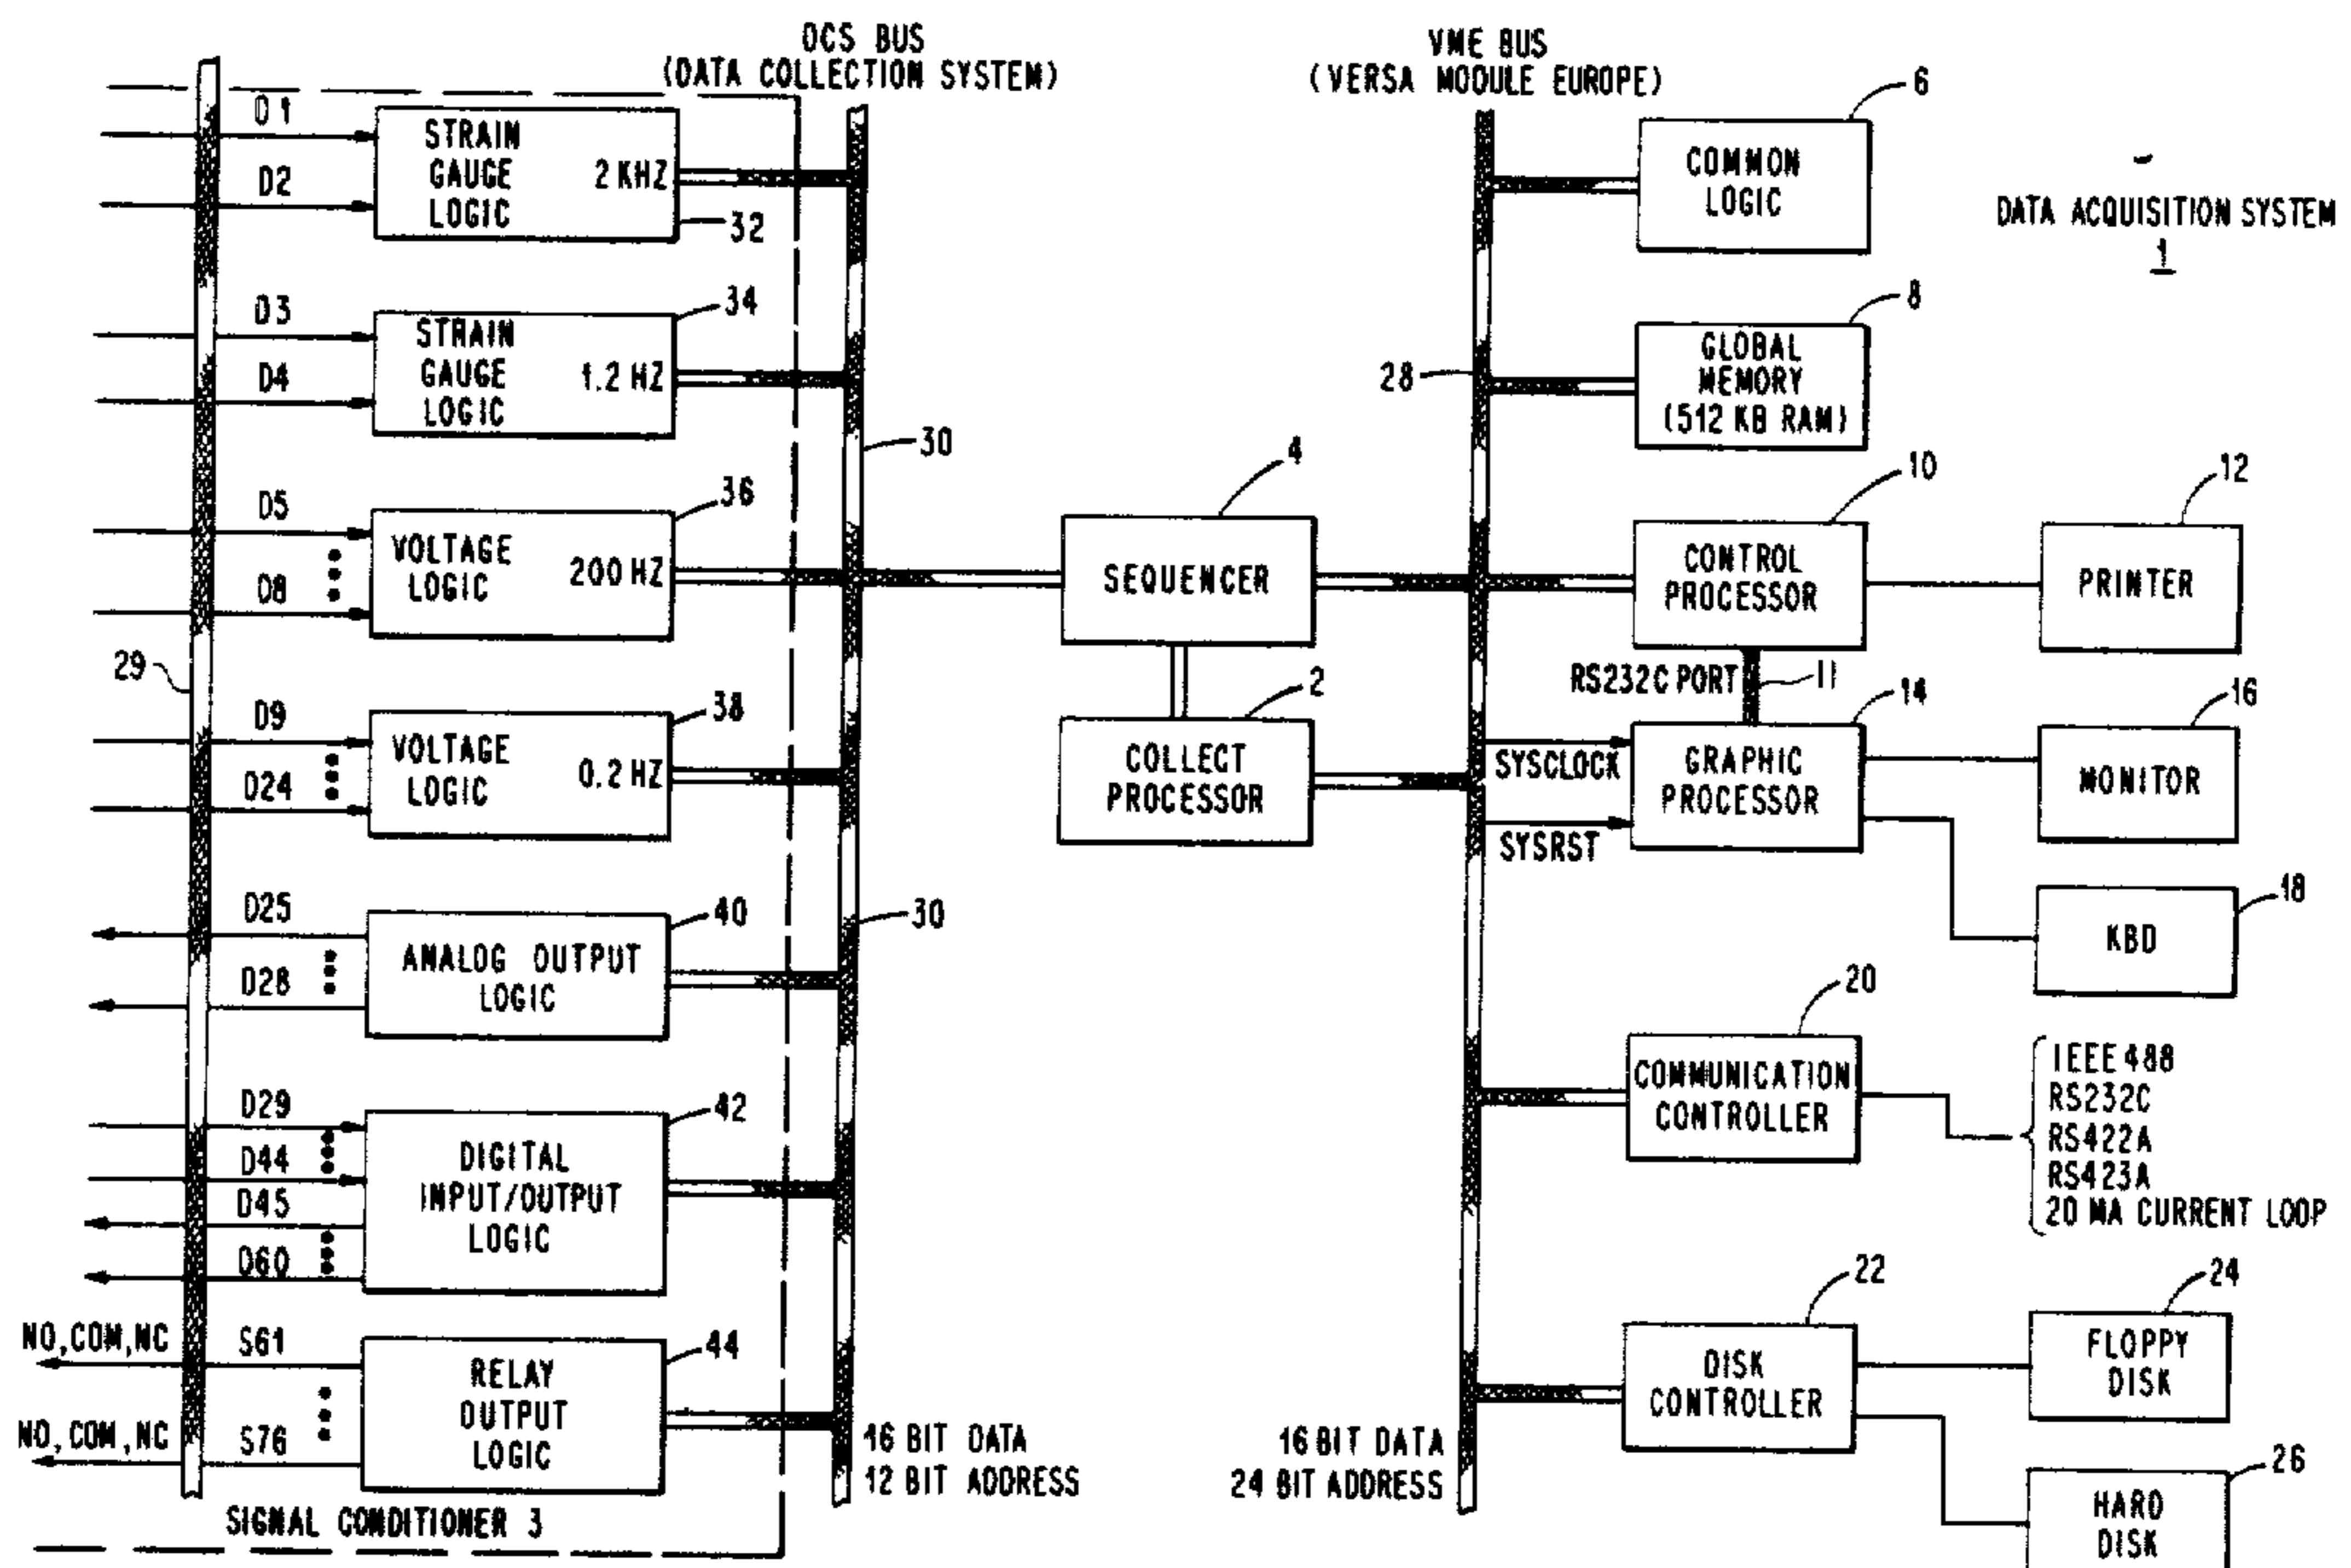 DCS BUS
(DATA COLLECTION SYSTEM)
VME BUS
(VERSA MODULE EUROPE)
DATA ACQUISITION SYSTEM
1
D1
D2
STRAIN
GAUGE
LOGIC
2 KHZ
32
D3
D4
STRAIN
GAUGE
LOGIC
1.2 HZ
34
D5
D8
VOLTAGE
LOGIC
200 HZ
36
29
D9
D24
VOLTAGE
LOGIC
0.2 HZ
38
D25
D28
ANALOG OUTPUT
LOGIC
40
D29
D44
D45
D60
DIGITAL
INPUT/OUTPUT
LOGIC
42
NO, COM, NC
S61
NO, COM, NC
S76
RELAY
OUTPUT
LOGIC
44
SIGNAL CONDITIONER 3
30
30
16 BIT DATA
12 BIT ADDRESS
4
SEQUENCER
2
COLLECT
PROCESSOR
28
16 BIT DATA
24 BIT ADDRESS
6
COMMON
LOGIC
8
GLOBAL
MEMORY
(512 KB RAM)
10
CONTROL
PROCESSOR
12
PRINTER
RS232C PORT
11
14
SYSCLOCK
SYSRST
GRAPHIC
PROCESSOR
16
MONITOR
18
KBD
20
COMMUNICATION
CONTROLLER
IEEE 488
RS232C
RS422A
RS423A
20 MA CURRENT LOOP
22
DISK
CONTROLLER
24
FLOPPY
DISK
26
HARD
DISK